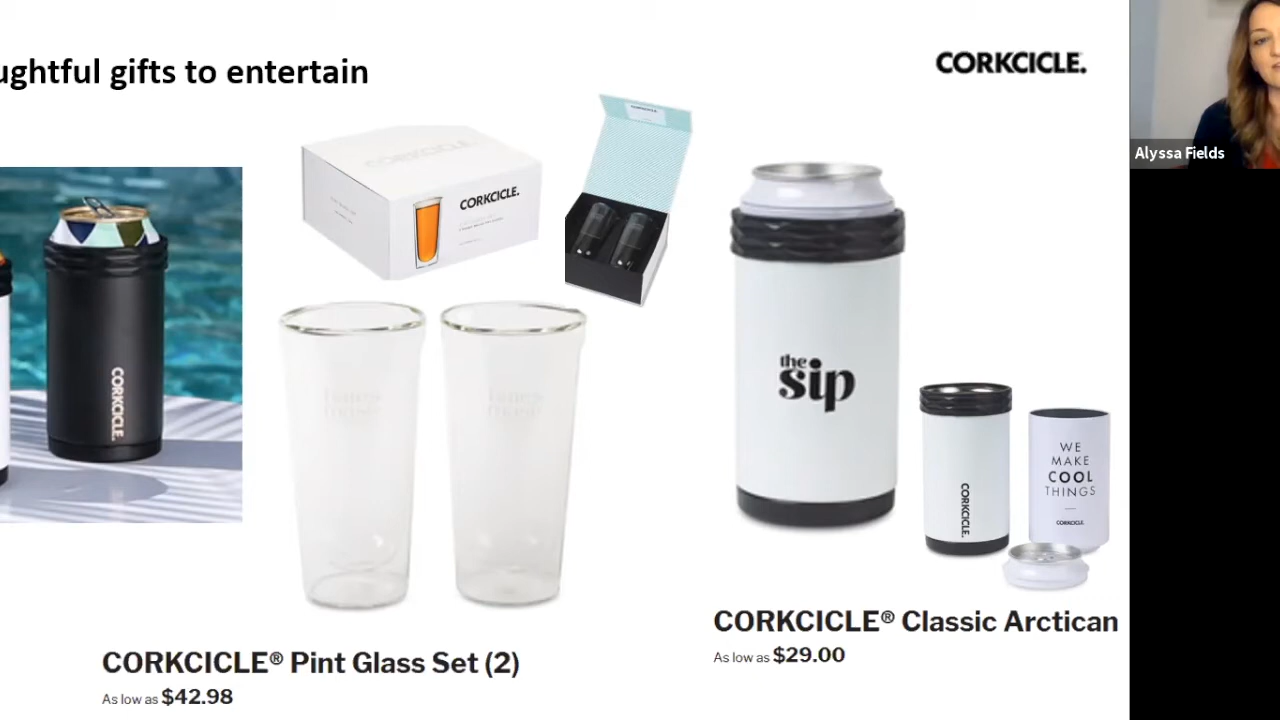 ughtful gifts to entertain
CORKCICLE.
Alyssa Fields
CORKCICLE.
CORKCICLE.
CORKCICLE.
the
sip
WE
MAKE
COOL
THINGS
CORKCICLE.
CORKCICLE.
CORKCICLE® Classic Arctican
As low as $29.00
CORKCICLE® Pint Glass Set (2)
As low as $42.98